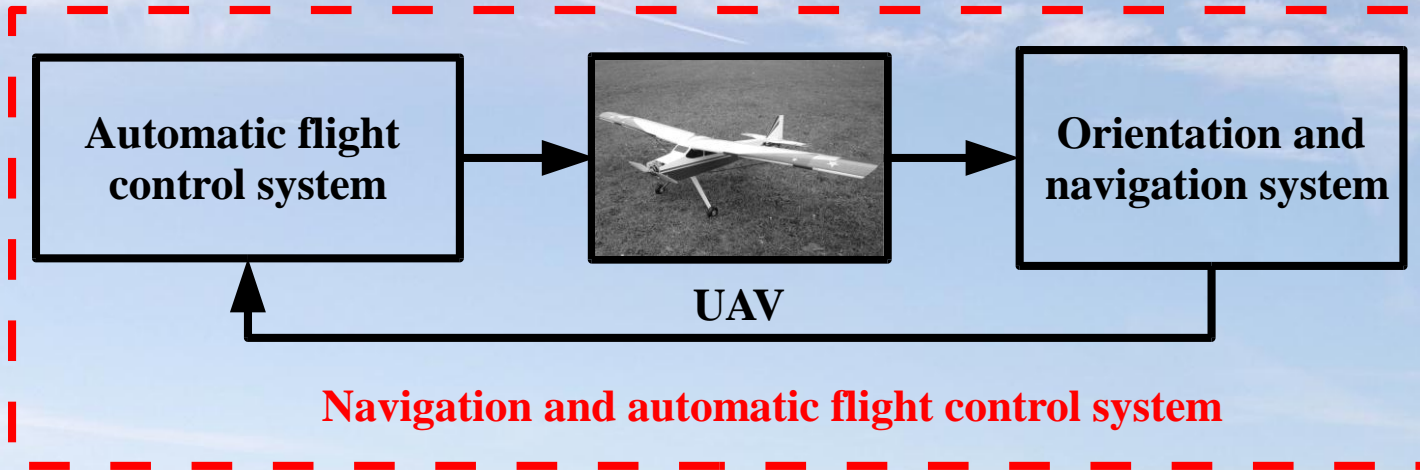 Automatic flight
control system
Orientation and
navigation system
UAV
Navigation and automatic flight control system